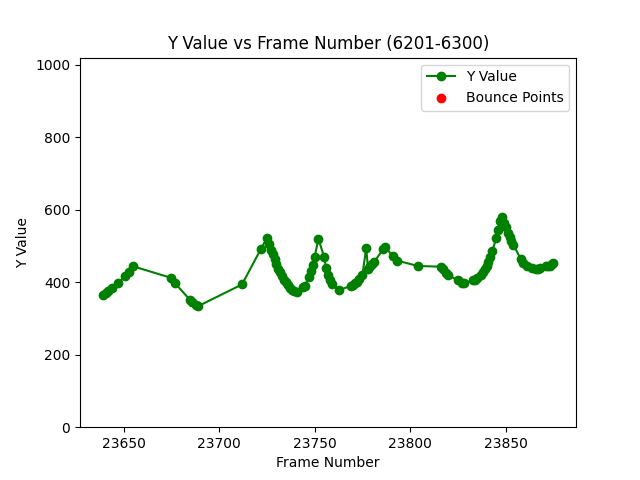 Y Value vs Frame Number (6201-6300)
Y Value
Bounce Points
1000
800
600
400
200
0
Y Value
23650 23700 23750 23800 23850
Frame Number